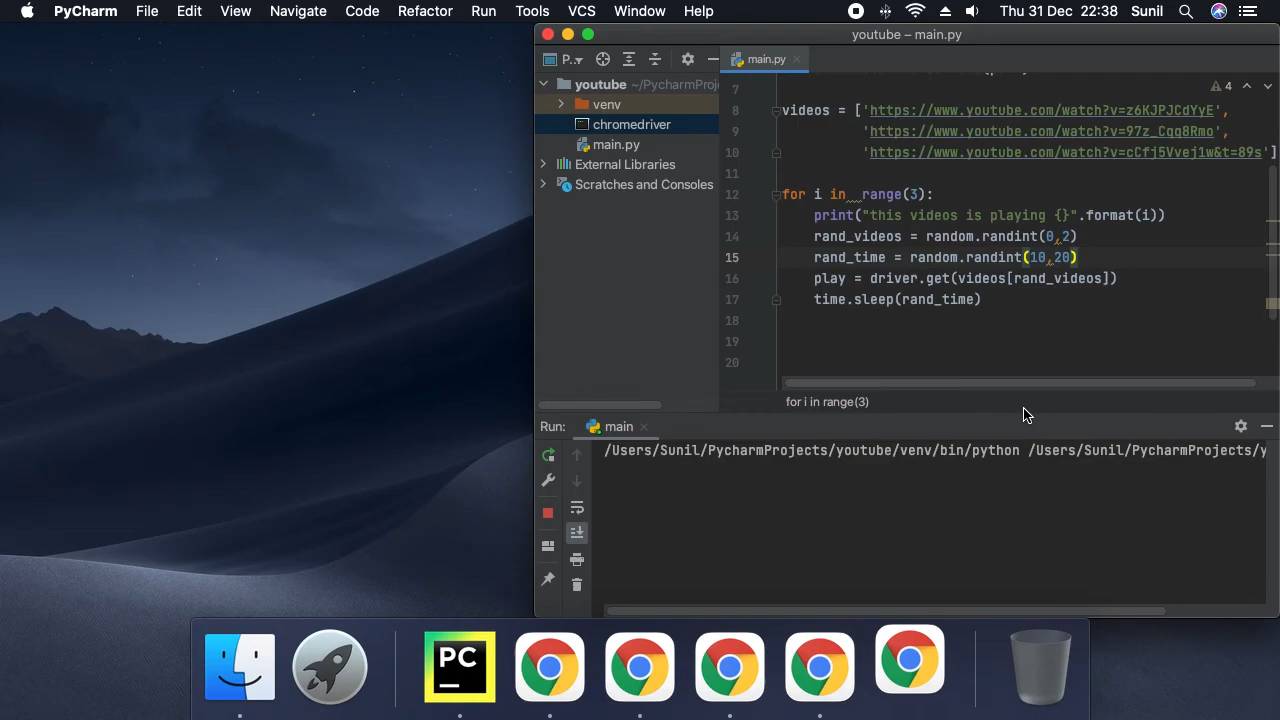 PyCharm File Edit View Navigate Code Refactor Run Tools VCS Window Help Thu 31 Dec 22:38 Sunil
youtube – main.py
P.. main.py
youtube ~/PycharmProj
venv
chromedriver
main.py
External Libraries
Scratches and Consoles
4
7
8 videos = ['https://www.youtube.com/watch?v=z6KJPJCdYyE',
9 'https://www.youtube.com/watch?v=97z_Cqq8Rmo',
10 'https://www.youtube.com/watch?v=cCfj5Vvej1w&t=89s']
11
12 for i in  range(3):
13 print("this videos is playing {}".format(i))
14 rand_videos = random.randint(0,2)
15 rand_time = random.randint(10,20)
16 play = driver.get(videos[rand_videos])
17 time.sleep(rand_time)
18
19
20
for i in range(3)
Run: main
/Users/Sunil/PycharmProjects/youtube/venv/bin/python /Users/Sunil/PycharmProjects/y
PC